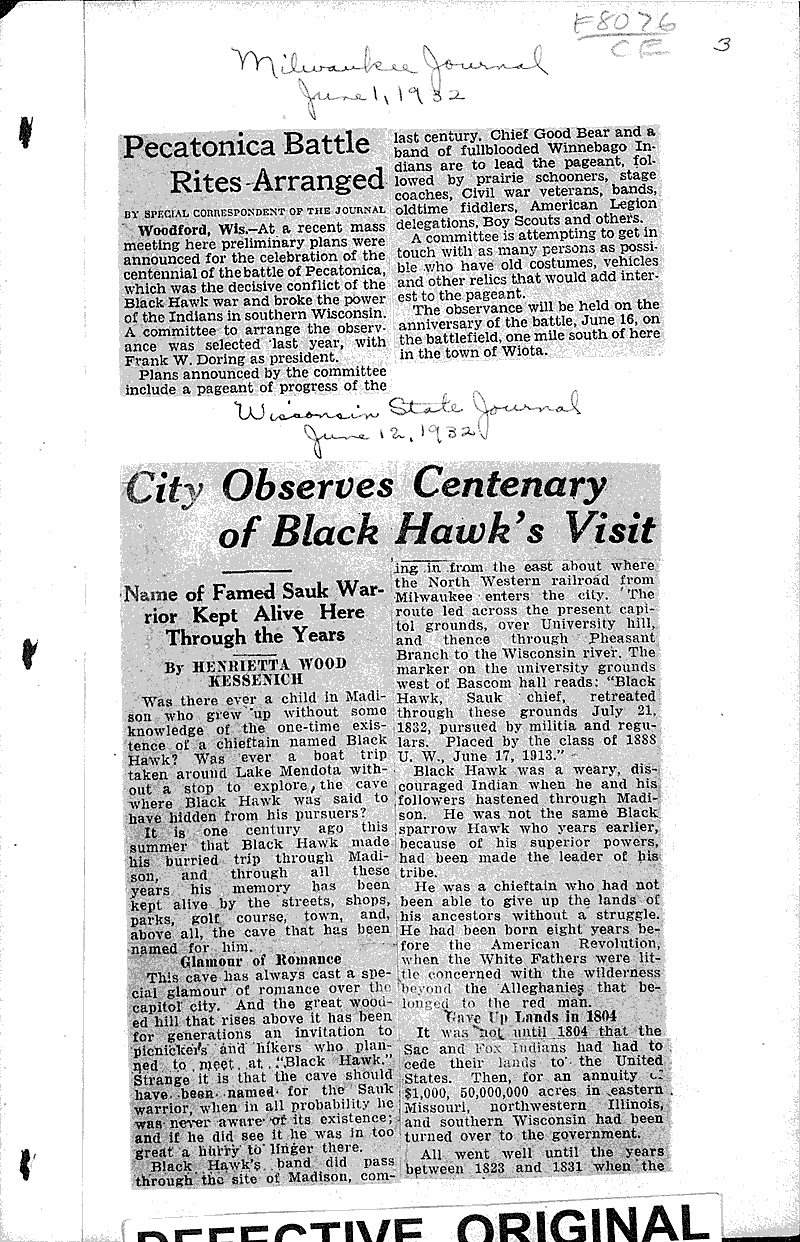 F8076
CE
3
Milwaukee Journal
June 1, 1932
Pecatonica Battle
Rites Arranged
BY SPECIAL CORRESPONDENT OF THE JOURNAL
Woodford, Wis.—At a recent mass
meeting here preliminary plans were
announced for the celebration of the
centennial of the battle of Pecatonica,
which was the decisive conflict of the
Black Hawk war and broke the power
of the Indians in southern Wisconsin.
A committee to arrange the observ-
ance was selected last year, with
Frank W. Doring as president.
Plans announced by the committee
include a pageant of progress of the
last century. Chief Good Bear and a
band of fullblooded Winnebago In-
dians are to lead the pageant, fol-
lowed by prairie schooners, stage
coaches, Civil war veterans, bands,
oldtime fiddlers, American Legion
delegations, Boy Scouts and others.
A committee is attempting to get in
touch with as many persons as possi-
ble who have old costumes, vehicles
and other relics that would add inter-
est to the pageant.
The observance will be held on the
anniversary of the battle, June 16, on
the battlefield, one mile south of here
in the town of Wiota.
Wisconsin State Journal
June 12, 1932
City Observes Centenary
of Black Hawk's Visit
Name of Famed Sauk War-
rior Kept Alive Here
Through the Years
By HENRIETTA WOOD
KESSENICH
Was there ever a child in Madi-
son who grew up without some
knowledge of the one-time exis-
tence of a chieftain named Black
Hawk? Was ever a boat trip
taken around Lake Mendota with-
out a stop to explore the cave
where Black Hawk was said to
have hidden from his pursuers?
It is one century ago this
summer that Black Hawk made
his burried trip through Madi-
son, and through all these
years his memory has been
kept alive by the streets, shops,
parks, golf course, town, and,
above all, the cave that has been
named for him.
Glamour of Romance
This cave has always cast a spe-
cial glamour of romance over the
capitol city. And the great wood-
ed hill that rises above it has been
for generations an invitation to
picnickers and hikers who plan-
ned to meet at "Black Hawk."
Strange it is that the cave should
have been named for the Sauk
warrior, when in all probability he
was never aware of its existence;
and if he did see it he was in too
great a hurry to linger there.
Black Hawk's band did pass
through the site of Madison, com-
ing in from the east about where
the North Western railroad from
Milwaukee enters the city. The
route led across the present capi-
tol grounds, over University hill,
and thence through Pheasant
Branch to the Wisconsin river. The
marker on the university grounds
west of Bascom hall reads: "Black
Hawk, Sauk chief, retreated
through these grounds July 21,
1832, pursued by militia and regu-
lars. Placed by the class of 1888
U. W., June 17, 1913."
Black Hawk was a weary, dis-
couraged Indian when he and his
followers hastened through Madi-
son. He was not the same Black
sparrow Hawk who years earlier,
because of his superior powers,
had been made the leader of his
tribe.
He was a chieftain who had not
been able to give up the lands of
his ancestors without a struggle.
He had been born eight years be-
fore the American Revolution,
when the White Fathers were lit-
tle concerned with the wilderness
beyond the Alleghanies that be-
longed to the red man.
Gave Up Lands in 1804
It was not until 1804 that the
Sac and Fox Indians had had to
cede their lands to the United
States. Then, for an annuity of
$1,000, 50,000,000 acres in eastern
Missouri, northwestern Illinois,
and southern Wisconsin had been
turned over to the government.
All went well until the years
between 1823 and 1831 when the
DEFECTIVE ORIGINAL